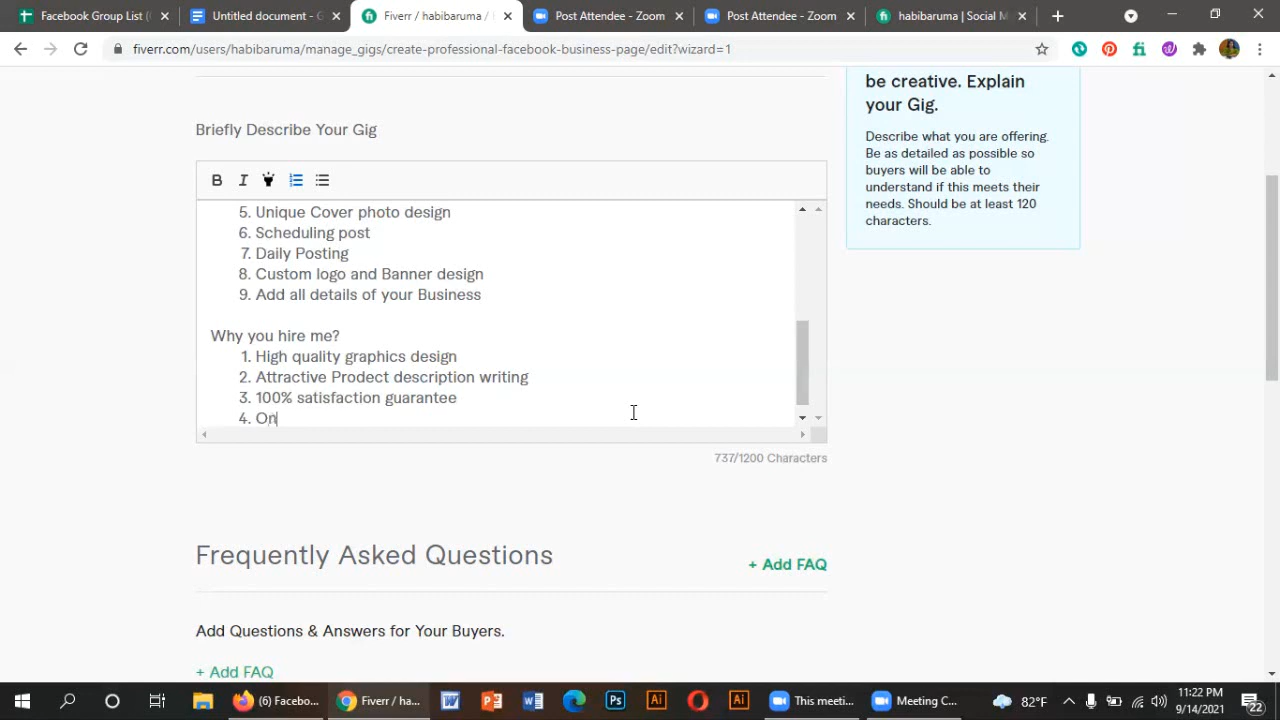 Facebook Group List (
Untitled document - G
Fiverr / habibaruma /
Post Attendee - Zoom
Post Attendee - Zoom
habibaruma | Social M
fiverr.com/users/habibaruma/manage_gigs/create-professional-facebook-business-page/edit?wizard=1
be creative. Explain
your Gig.
Describe what you are offering.
Be as detailed as possible so
buyers will be able to
understand if this meets their
needs. Should be at least 120
characters.
Briefly Describe Your Gig
B I
5. Unique Cover photo design
6. Scheduling post
7. Daily Posting
8. Custom logo and Banner design
9. Add all details of your Business
Why you hire me?
1. High quality graphics design
2. Attractive Prodect description writing
3. 100% satisfaction guarantee
4. On
737/1200 Characters
Frequently Asked Questions
+ Add FAQ
Add Questions & Answers for Your Buyers.
+ Add FAQ
(6) Facebo...
Fiverr / ha...
Ps
Ai
Ai
This meeti...
Meeting C...
82°F
11:22 PM
9/14/2021
22